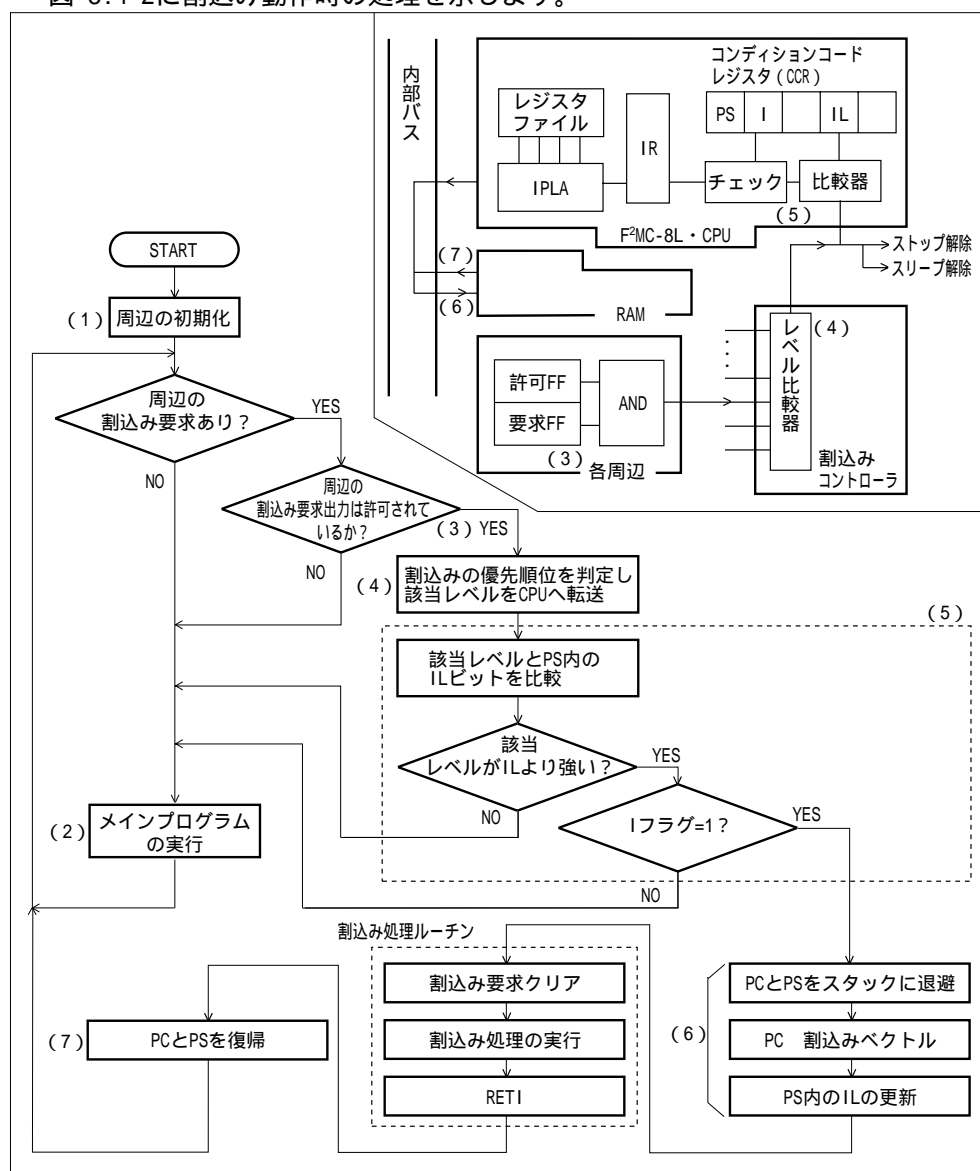 図 3.4-2に割込み動作時の処理を示します。
内部バス
コンディションコード
レジスタ(CCR)
レジスタ
ファイル
IR
PS
I
IL
IPLA
チェック
比較器
(5)
F²MC-8L・CPU
ストップ解除
スリープ解除
(7)
(6)
RAM
許可FF
要求FF
AND
(3)
各周辺
レベル比較器
(4)
割込み
コントローラ
START
(1)
周辺の初期化
周辺の
割込み要求あり?
YES
NO
周辺の
割込み要求出力は許可されて
いるか?
(3) YES
NO
(4)
割込みの優先順位を判定し
該当レベルをCPUへ転送
(5)
該当レベルとPS内の
ILビットを比較
該当
レベルがILより強い?
YES
NO
Iフラグ=1?
YES
NO
(2)
メインプログラム
の実行
割込み処理ルーチン
割込み要求クリア
割込み処理の実行
RETI
(6)
PCとPSをスタックに退避
PC 割込みベクトル
PS内のILの更新
(7)
PCとPSを復帰